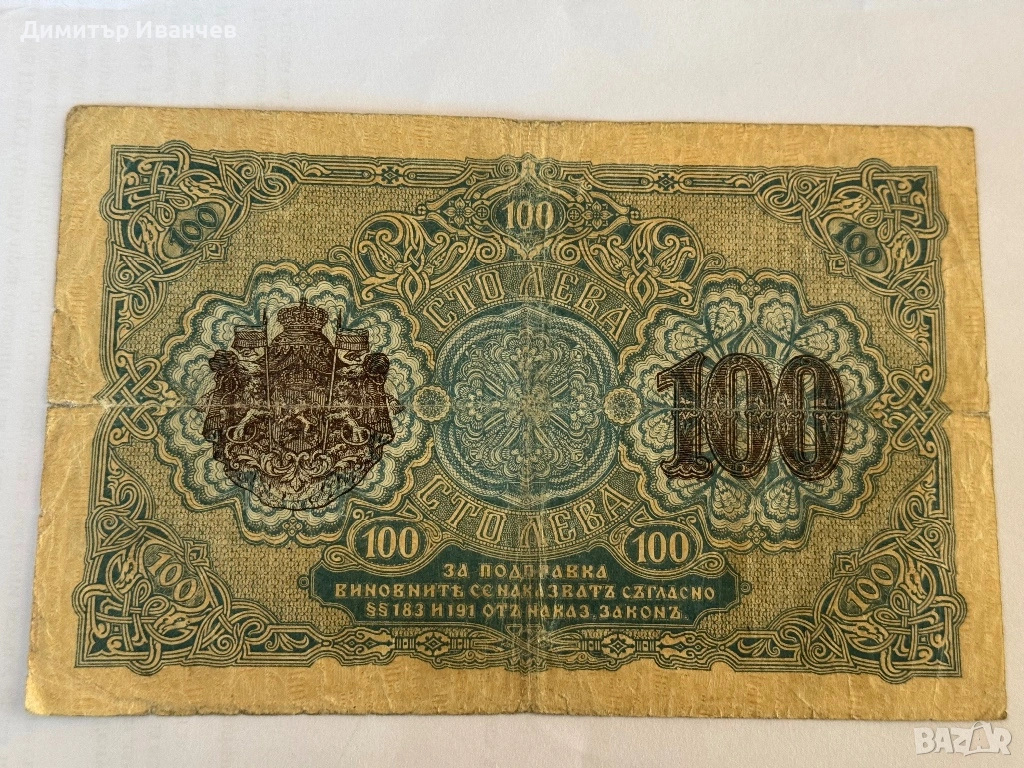 Димитър Иванчев
100
100
100
СТО ЛЕВА
100
СТО ЛЕВА
100
100
100
100
ЗА ПОДПРАВКА
ВИНОВНИТѢ СЕ НАКАЗВАТЪ СЪГЛАСНО
§§ 183 И 191 ОТЪ НАКАЗ. ЗАКОНЪ.
BAZAR